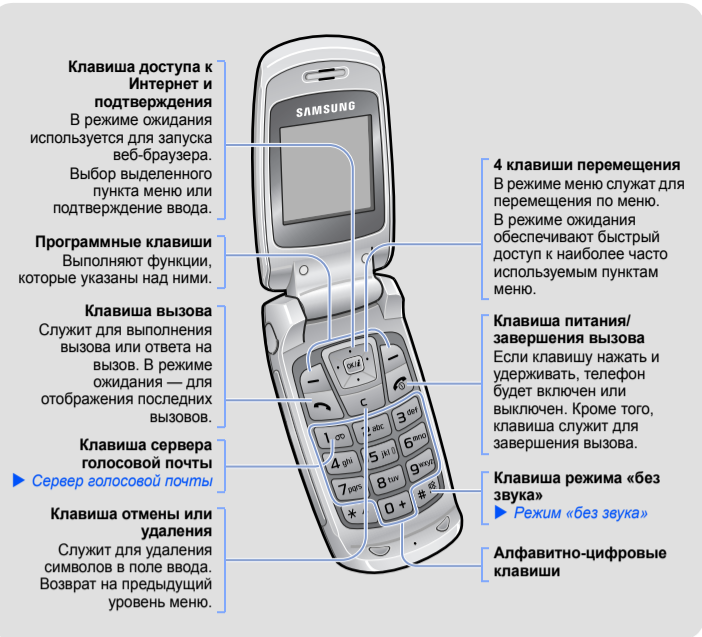 Клавиша доступа к
Интернет и
подтверждения
В режиме ожидания
используется для запуска
веб-браузера.
Выбор выделенного
пункта меню или
подтверждение ввода.
Программные клавиши
Выполняют функции,
которые указаны над ними.
Клавиша вызова
Служит для выполнения
вызова или ответа на
вызов. В режиме
ожидания — для
отображения последних
вызовов.
Клавиша сервера
голосовой почты
▶ Сервер голосовой почты
Клавиша отмены или
удаления
Служит для удаления
символов в поле ввода.
Возврат на предыдущий
уровень меню.
SAMSUNG
OK/i
C
1
2 abc
3 def
4 ghi
5 jkl
6 mno
7 pqrs
8 tuv
9 wxyz
*
0 +
#
4 клавиши перемещения
В режиме меню служат для
перемещения по меню.
В режиме ожидания
обеспечивают быстрый
доступ к наиболее часто
используемым пунктам
меню.
Клавиша питания/
завершения вызова
Если клавишу нажать и
удерживать, телефон
будет включен или
выключен. Кроме того,
клавиша служит для
завершения вызова.
Клавиша режима «без
звука»
▶ Режим «без звука»
Алфавитно-цифровые
клавиши